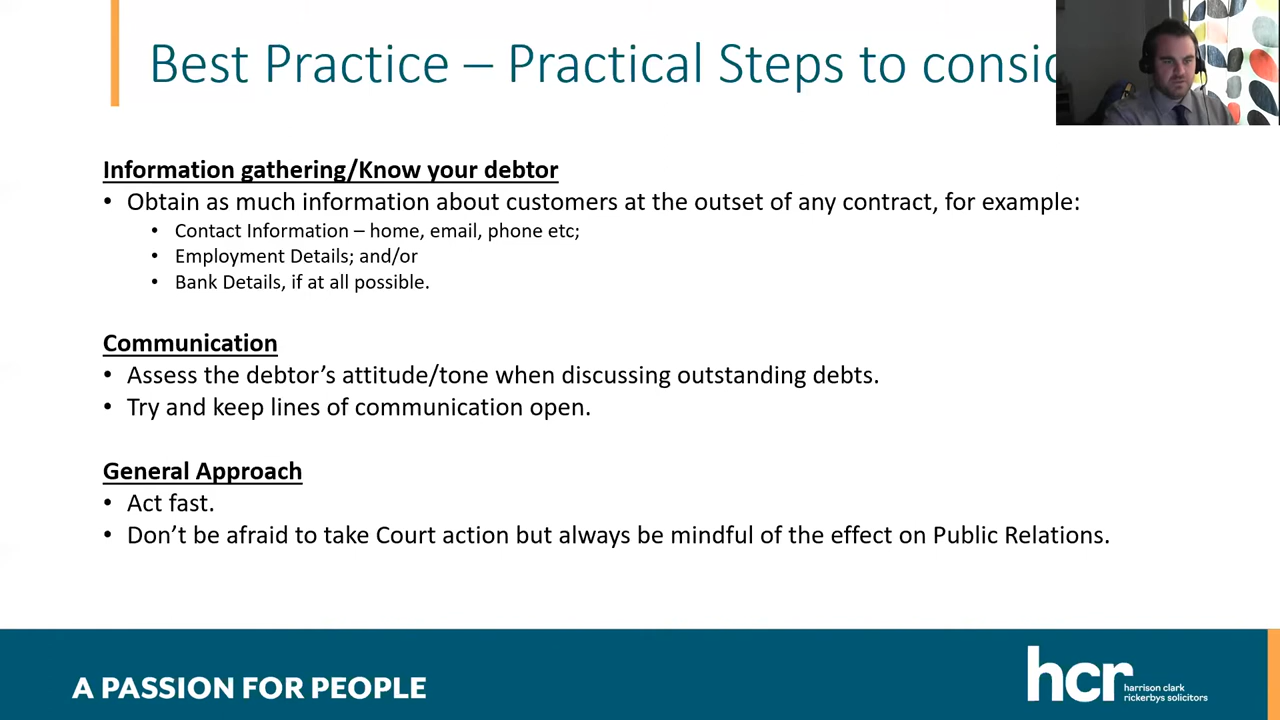 Best Practice – Practical Steps to
Information gathering/Know your debtor
• Obtain as much information about customers at the outset of any contract, for example:
• Contact Information – home, email, phone etc;
• Employment Details; and/or
• Bank Details, if at all possible.
Communication
• Assess the debtor’s attitude/tone when discussing outstanding debts.
• Try and keep lines of communication open.
General Approach
• Act fast.
• Don’t be afraid to take Court action but always be mindful of the effect on Public Relations.
A PASSION FOR PEOPLE
hcr
harrison clark
rickerbys solicitors